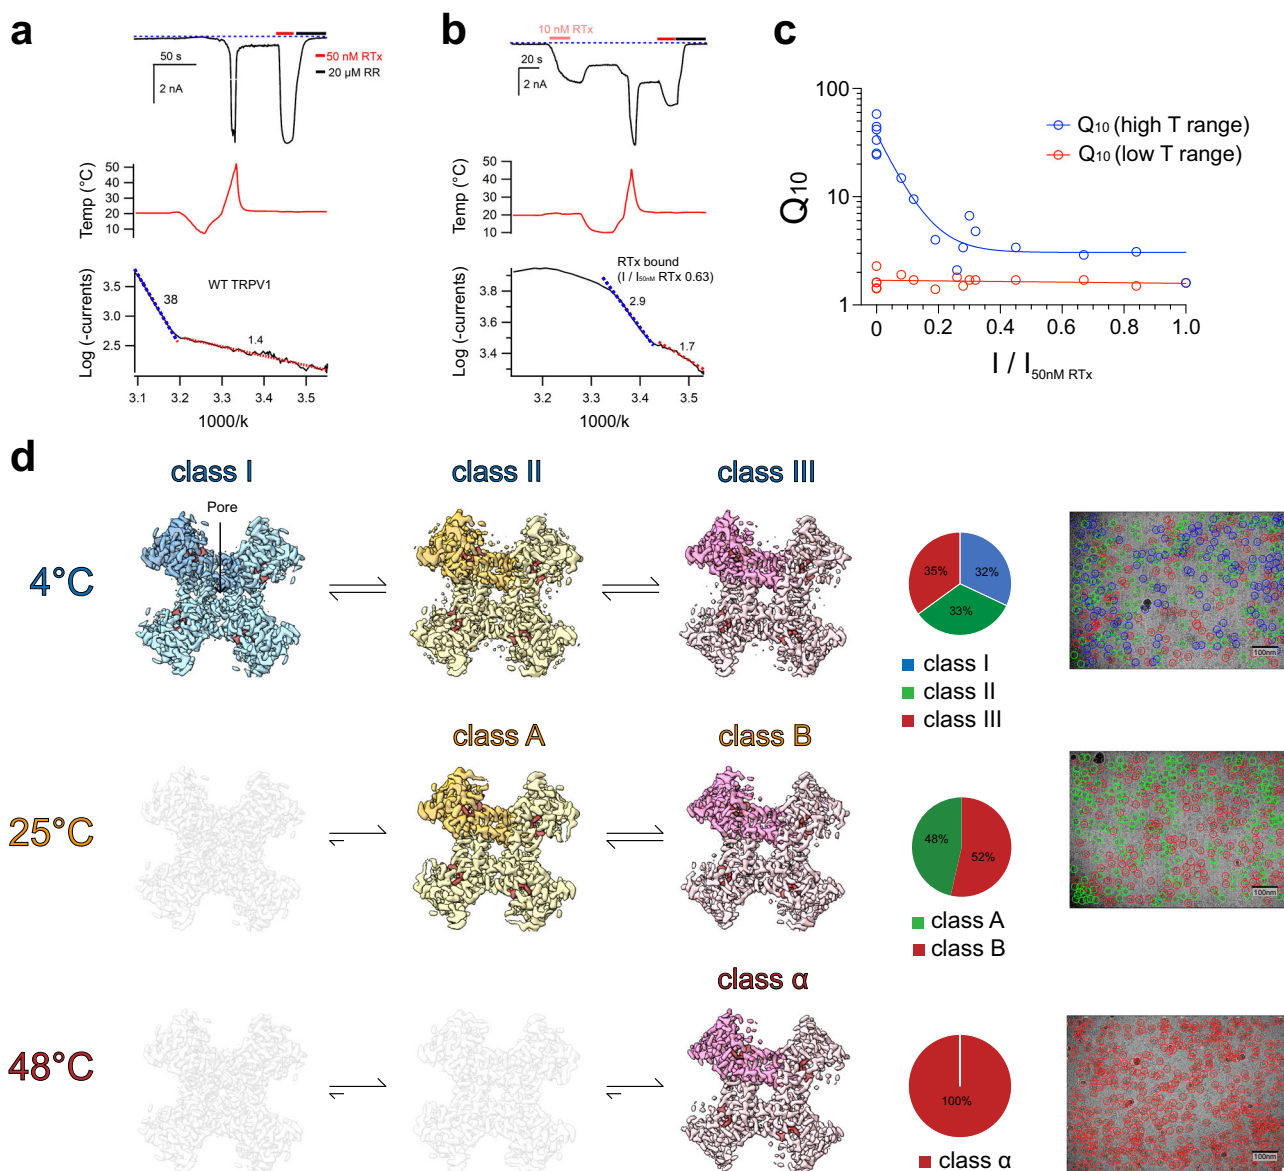 a
50 s
2 nA
50 nM RTx
20 µM RR
Temp (°C)
50
40
30
20
10
Log (-currents)
3.5
3.0
2.5
38
WT TRPV1
1.4
3.1 3.2 3.3 3.4 3.5
1000/k
b
10 nM RTx
20 s
2 nA
Temp (°C)
50
40
30
20
10
Log (-currents)
3.8
3.6
3.4
RTx bound
(I / I50nM RTx 0.63)
2.9
1.7
3.2 3.3 3.4 3.5
1000/k
c
Q10
100
10
1
Q10 (high T range)
Q10 (low T range)
0 0.2 0.4 0.6 0.8 1.0
I / I50nM RTx
d
class I class II class III
Pore
4°C
35% 32%
33%
class I
class II
class III
100nm
class A class B
25°C
48%
52%
class A
class B
100nm
class α
48°C
100%
class α
100nm